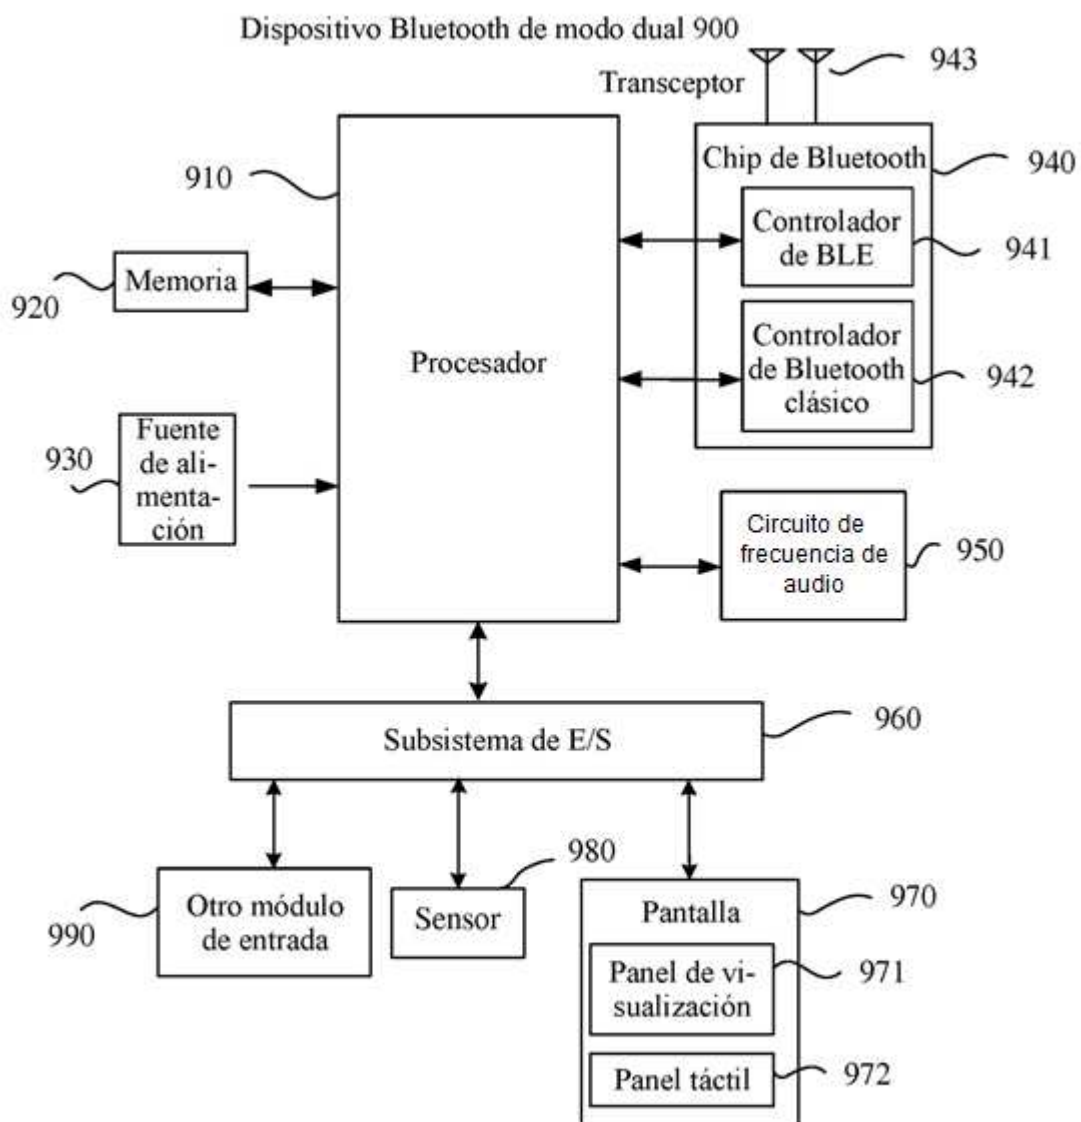 Dispositivo Bluetooth de modo dual 900
943
Transceptor
Chip de Bluetooth
940
910
Controlador
de BLE
941
Memoria
920
Controlador
de Bluetooth
clásico
942
Procesador
Fuente
de ali-
menta-
ción
930
Circuito de
frecuencia de
audio
950
Subsistema de E/S
960
Otro módulo
de entrada
990
Sensor
980
Pantalla
970
Panel de vi-
sualización
971
Panel táctil
972